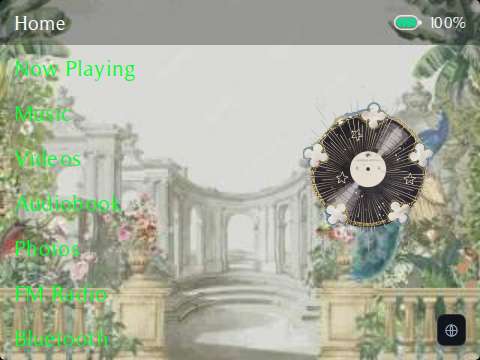 Home
100%
Now Playing
Music
Videos
Audiobook
Photos
FM Radio
Bluetooth